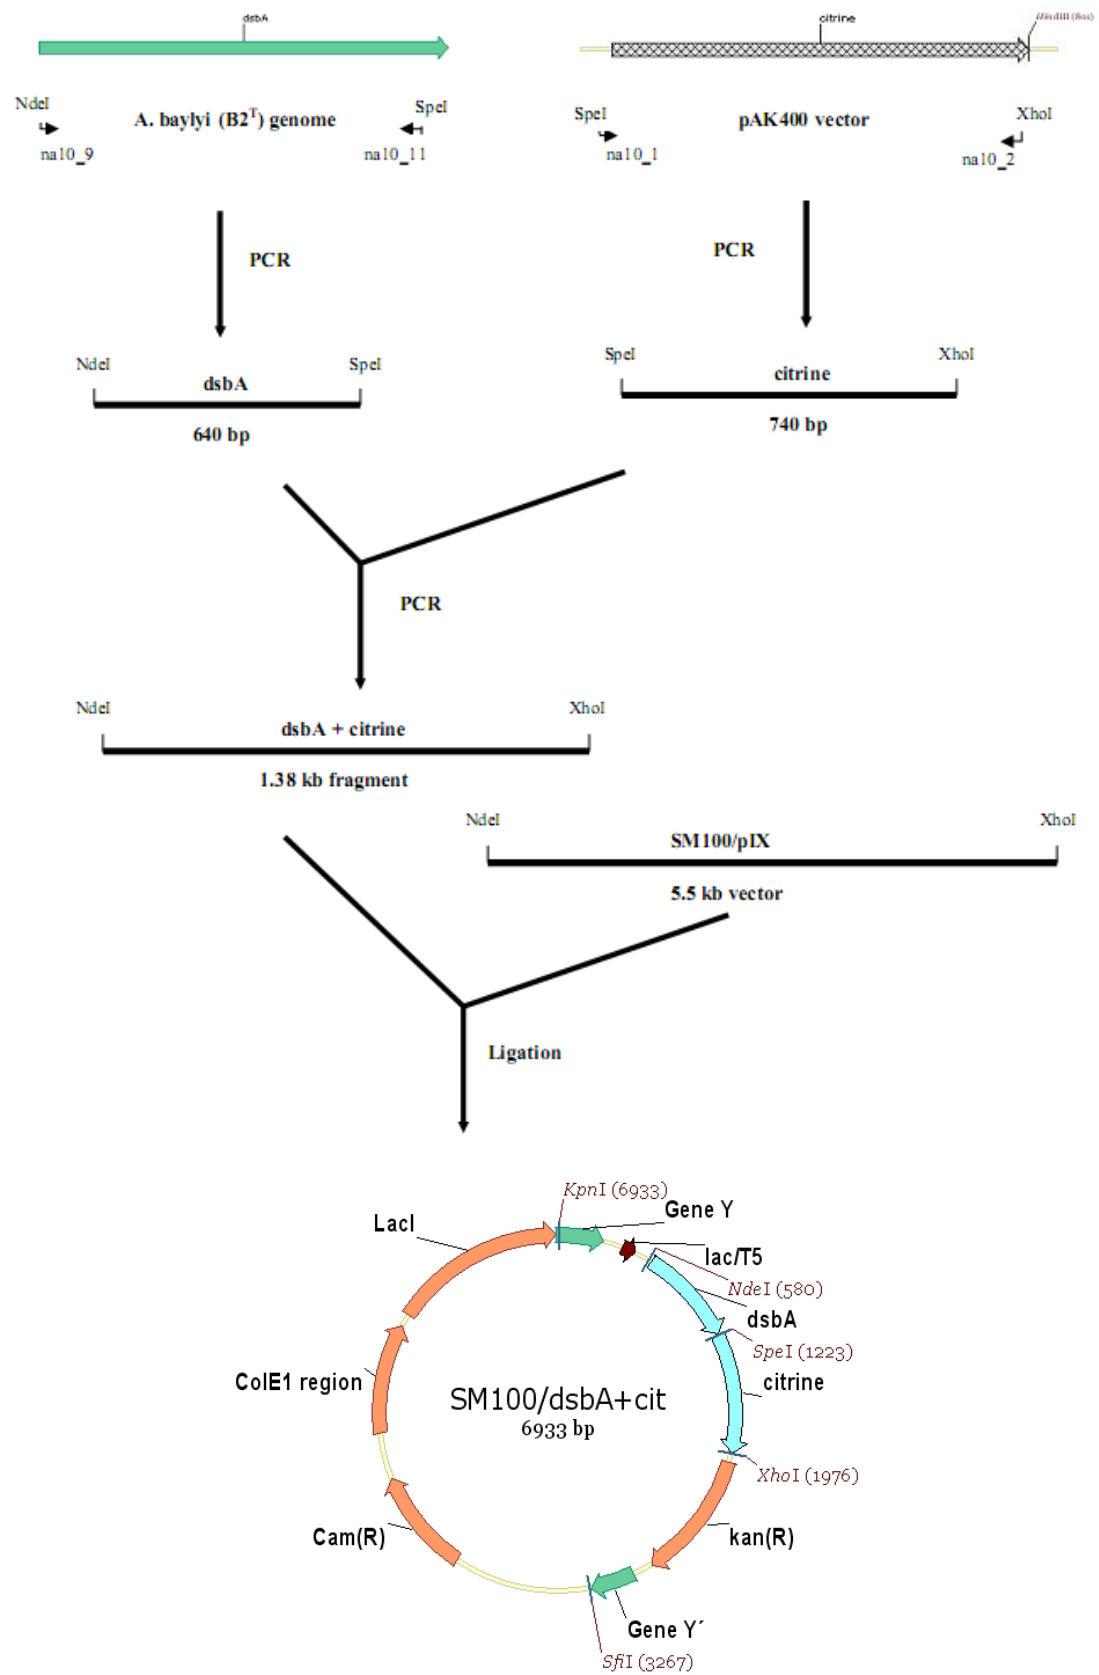 dsbA
citrine
HindIII (801)
NdeI
SpeI
SpeI
XhoI
A. baylyi (B2ᵀ) genome
pAK400 vector
na10_9
na10_11
na10_1
na10_2
PCR
PCR
NdeI
SpeI
SpeI
XhoI
dsbA
citrine
640 bp
740 bp
PCR
NdeI
XhoI
dsbA + citrine
1.38 kb fragment
NdeI
XhoI
SM100/pIX
5.5 kb vector
Ligation
KpnI (6933)
Gene Y
LacI
lac/T5
NdeI (580)
dsbA
SpeI (1223)
ColE1 region
citrine
SM100/dsbA+cit
6933 bp
XhoI (1976)
Cam(R)
kan(R)
Gene Y´
SfiI (3267)